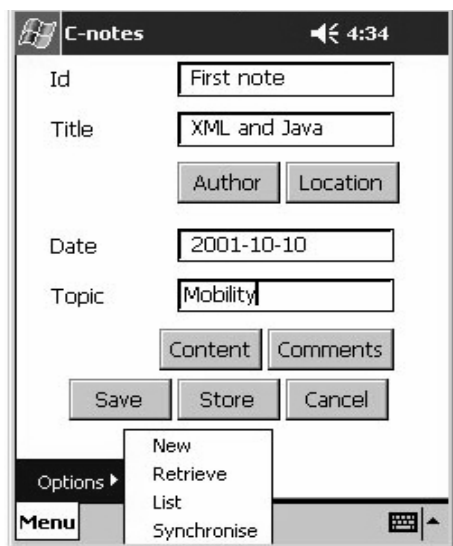 C-notes 4:34
Id First note
Title XML and Java
Author Location
Date 2001-10-10
Topic Mobility
Content Comments
Save Store Cancel
New
Retrieve
Options
List
Menu
Synchronise